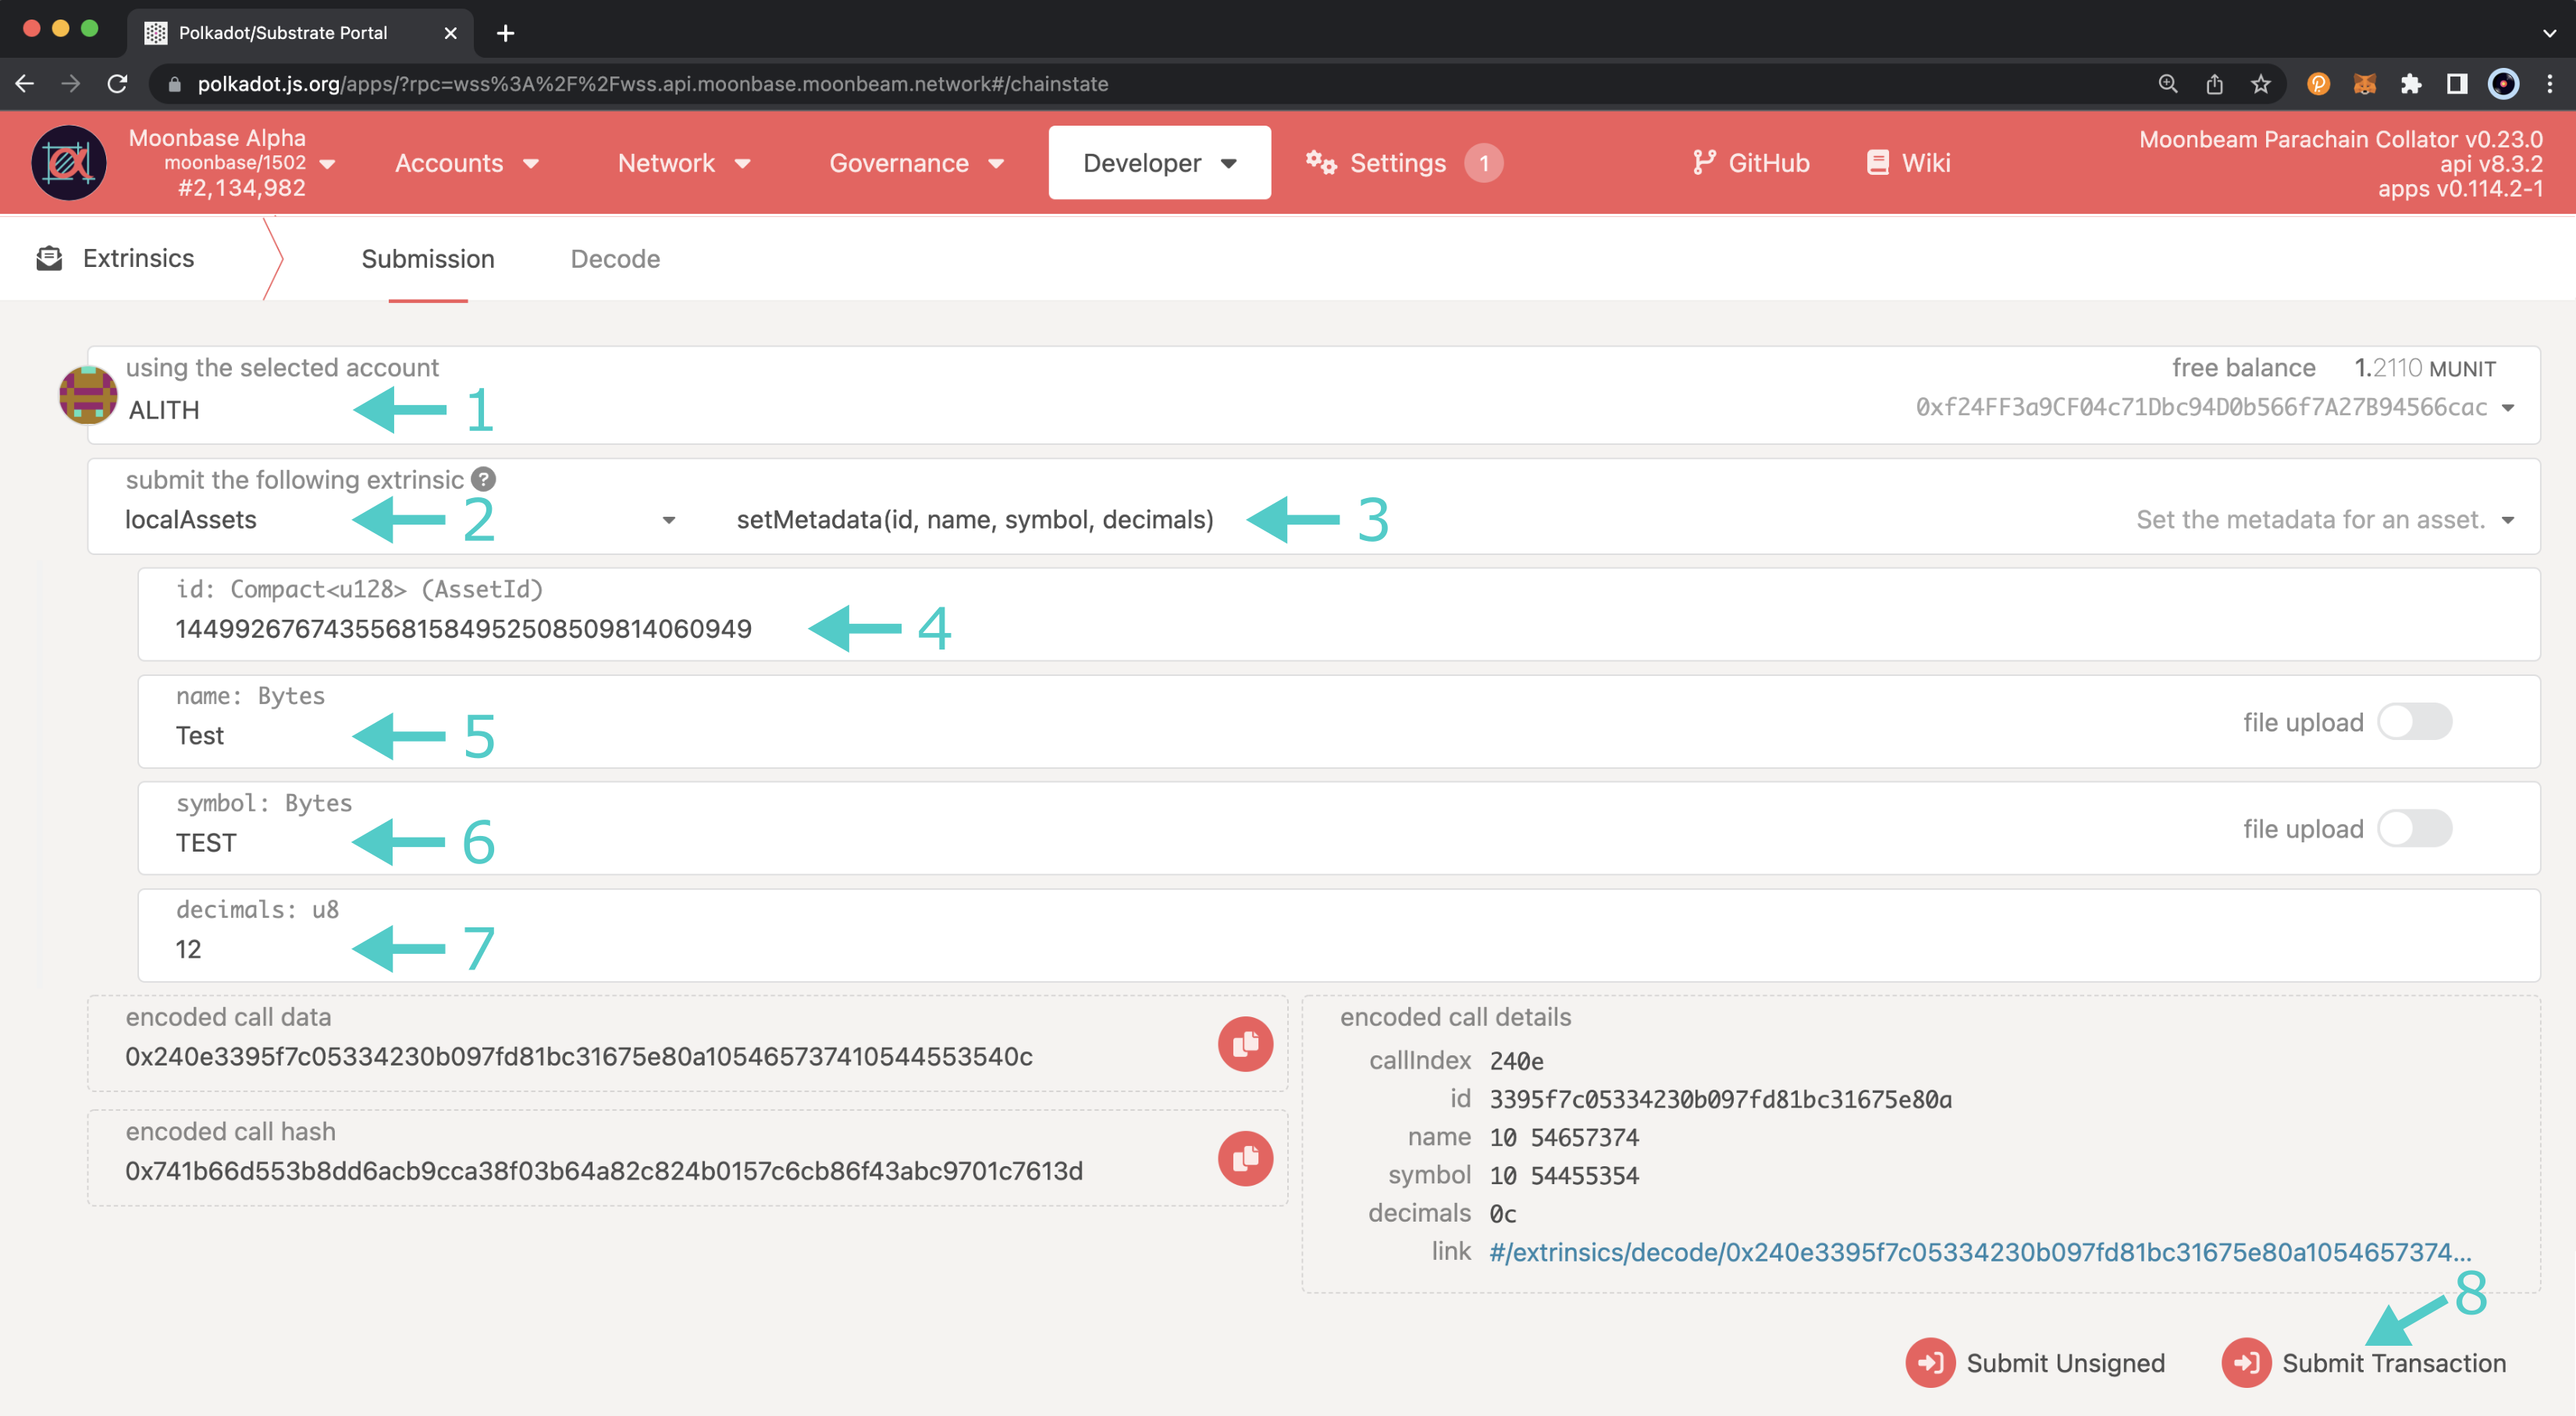 Polkadot/Substrate Portal
polkadot.js.org/apps/?rpc=wss%3A%2F%2Fwss.api.moonbase.moonbeam.network#/chainstate
Moonbase Alpha
moonbase/1502
#2,134,982
Accounts
Network
Governance
Developer
Settings 1
GitHub
Wiki
Moonbeam Parachain Collator v0.23.0
api v8.3.2
apps v0.114.2-1
Extrinsics
Submission
Decode
using the selected account
ALITH
1
free balance 1.2110 MUNIT
0xf24FF3a9CF04c71Dbc94D0b566f7A27B94566cac
submit the following extrinsic ?
localAssets
2
setMetadata(id, name, symbol, decimals)
3
Set the metadata for an asset.
id: Compact<u128> (AssetId)
144992676743556815849525085098140609​49
4
name: Bytes
Test
5
file upload
symbol: Bytes
TEST
6
file upload
decimals: u8
12
7
encoded call data
0x240e3395f7c05334230b097fd81bc31675e80a105465737410544553540c
encoded call hash
0x741b66d553b8dd6acb9cca38f03b64a82c824b0157c6cb86f43abc9701c7613d
encoded call details
callIndex 240e
id 3395f7c05334230b097fd81bc31675e80a
name 10 54657374
symbol 10 54455354
decimals 0c
link #/extrinsics/decode/0x240e3395f7c05334230b097fd81bc31675e80a1054657374...
8
Submit Unsigned
Submit Transaction